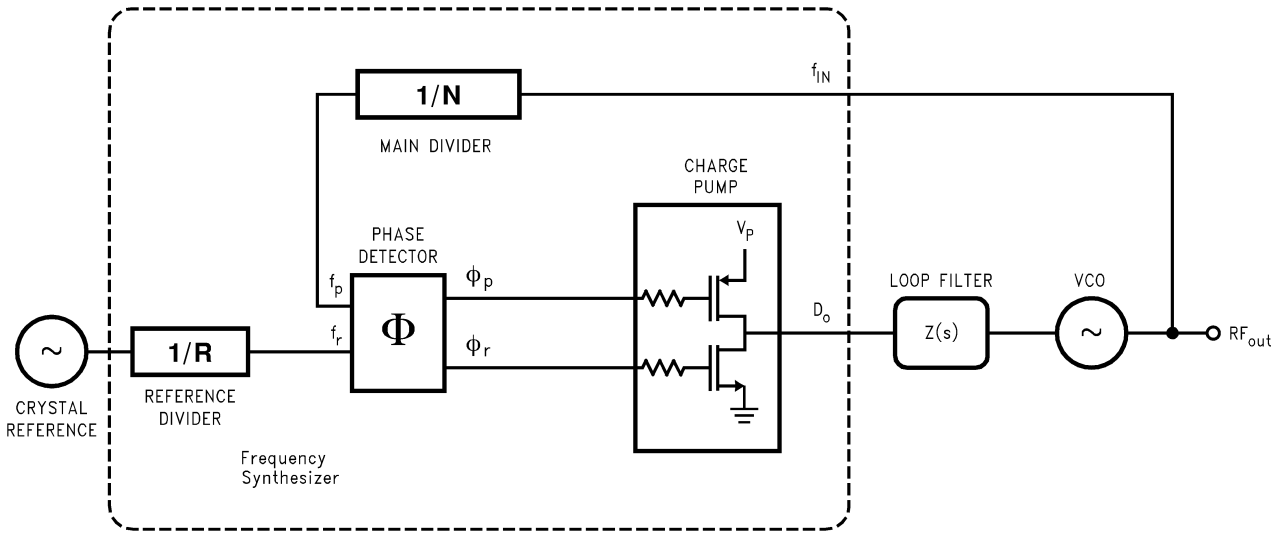 f_IN
1/N
MAIN DIVIDER
CHARGE
PUMP
V_P
PHASE
DETECTOR
f_p
ϕ_p
f_r
Φ
ϕ_r
D_o
LOOP FILTER
Z(s)
VCO
~
RF_out
~
CRYSTAL
REFERENCE
1/R
REFERENCE
DIVIDER
Frequency
Synthesizer